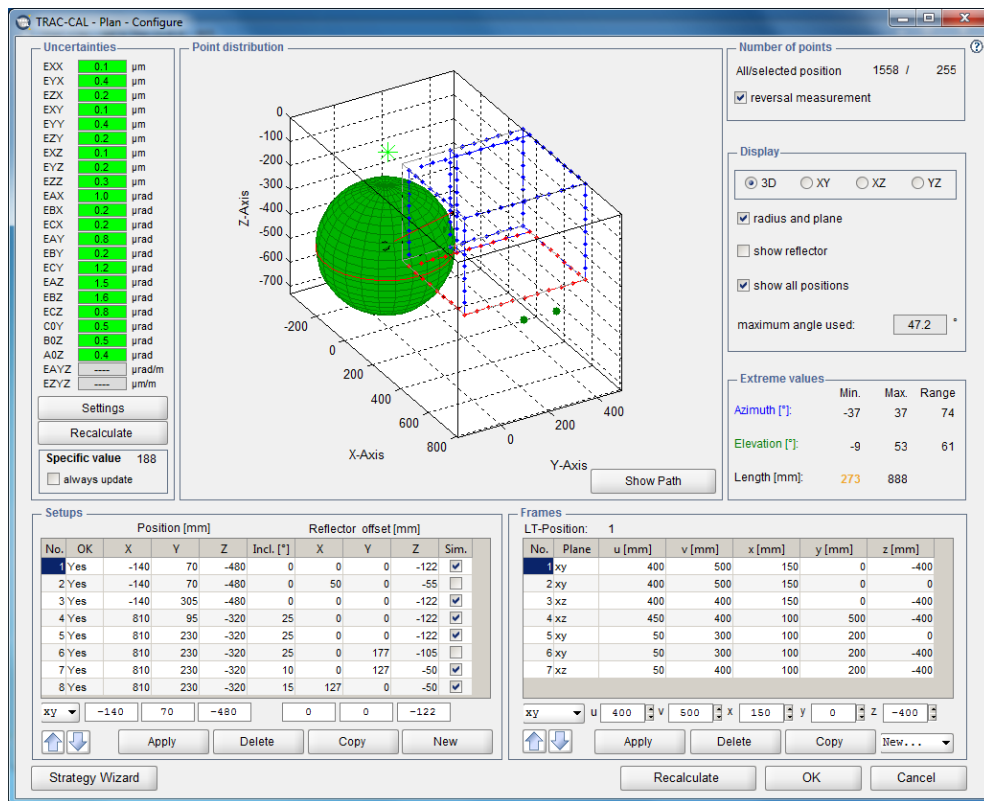 TRAC-CAL - Plan - Configure
Uncertainties
EXX 0.1 µm
EYX 0.4 µm
EZX 0.2 µm
EXY 0.1 µm
EYY 0.4 µm
EZY 0.2 µm
EXZ 0.1 µm
EYZ 0.2 µm
EZZ 0.3 µm
EAX 1.0 µrad
EBX 0.2 µrad
ECX 0.2 µrad
EAY 0.8 µrad
EBY 0.2 µrad
ECY 1.2 µrad
EAZ 1.5 µrad
EBZ 1.6 µrad
ECZ 0.8 µrad
C0Y 0.5 µrad
B0Z 0.5 µrad
A0Z 0.4 µrad
EAYZ ---- µrad/m
EZYZ ---- µm/m
Settings
Recalculate
Specific value 188
always update
Point distribution
0
-100
-200
-300
-400
-500
-600
-700
Z-Axis
-200
0
200
400
600
800
X-Axis
0
200
400
Y-Axis
Show Path
Number of points
All/selected position 1558 / 255
reversal measurement
Display
3D XY XZ YZ
radius and plane
show reflector
show all positions
maximum angle used: 47.2 °
Extreme values
Min. Max. Range
Azimuth [°]: -37 37 74
Elevation [°]: -9 53 61
Length [mm]: 273 888
Setups
Position [mm] Reflector offset [mm]
No. OK X Y Z Incl. [°] X Y Z Sim.
1 Yes -140 70 -480 0 0 0 -122
2 Yes -140 70 -480 0 50 0 -55
3 Yes -140 305 -480 0 0 0 -122
4 Yes 810 95 -320 25 0 0 -122
5 Yes 810 230 -320 25 0 0 -122
6 Yes 810 230 -320 25 0 177 -105
7 Yes 810 230 -320 10 0 127 -50
8 Yes 810 230 -320 15 127 0 -50
xy -140 70 -480 0 0 -122
Apply Delete Copy New
Frames
LT-Position: 1
No. Plane u [mm] v [mm] x [mm] y [mm] z [mm]
1 xy 400 500 150 0 -400
2 xy 400 500 150 0 0
3 xz 400 400 150 0 -400
4 xz 450 400 100 500 -400
5 xy 50 300 100 200 0
6 xy 50 300 100 200 -400
7 xz 50 400 100 200 -400
xy u 400 v 500 x 150 y 0 z -400
Apply Delete Copy New...
Strategy Wizard Recalculate OK Cancel